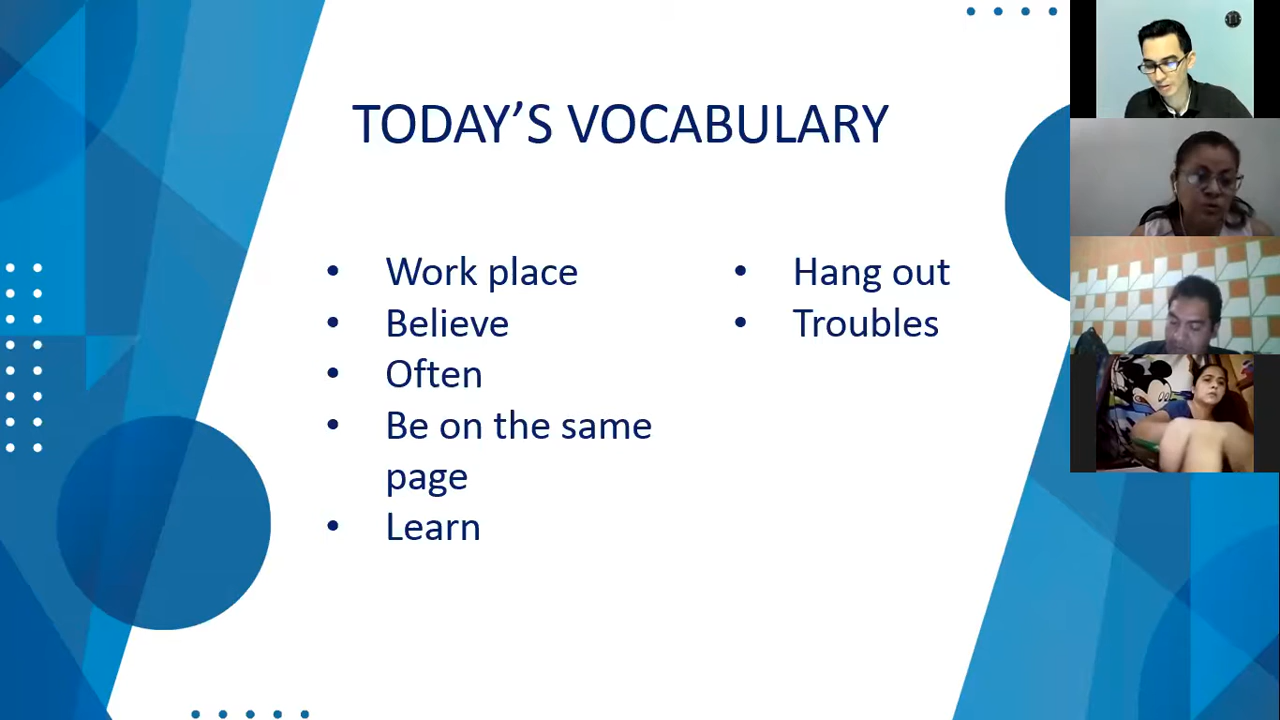 TODAY’S VOCABULARY
• Work place
• Believe
• Often
• Be on the same
page
• Learn
• Hang out
• Troubles